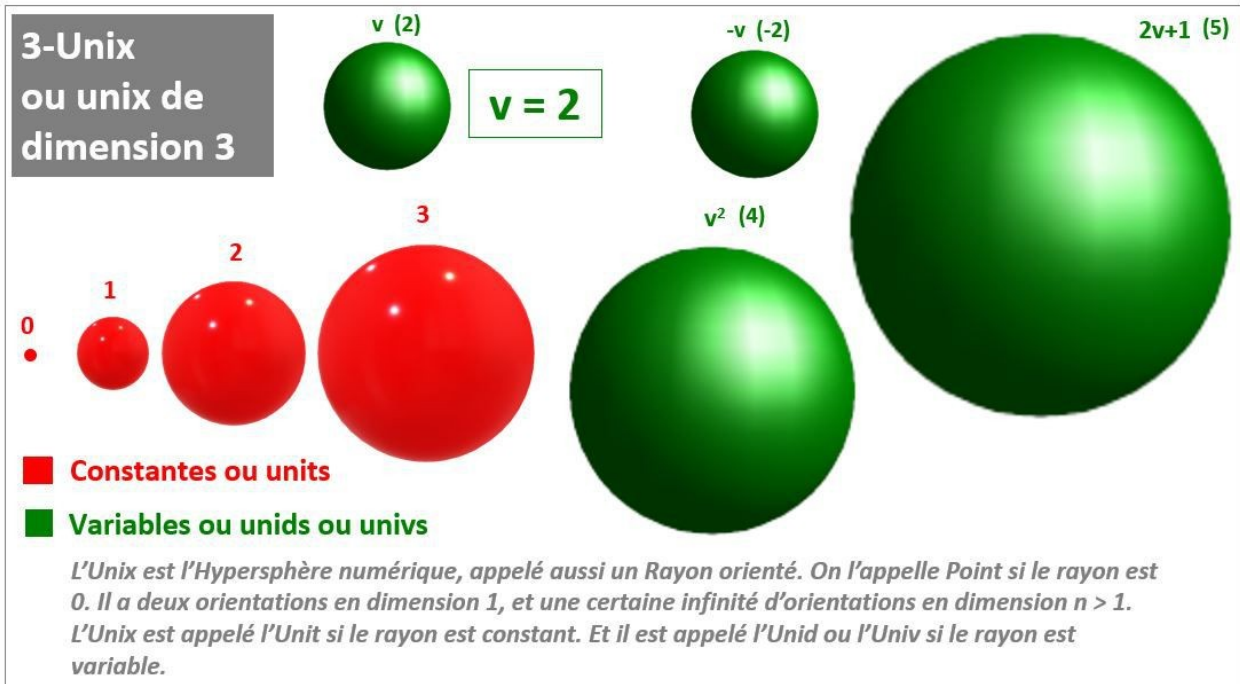 3-Unix
ou unix de
dimension 3
v (2)
v = 2
-v (-2)
2v+1 (5)
v² (4)
0
1
2
3
Constantes ou units
Variables ou unids ou univs
L’Unix est l’Hypersphère numérique, appelé aussi un Rayon orienté. On l’appelle Point si le rayon est
0. Il a deux orientations en dimension 1, et une certaine infinité d’orientations en dimension n > 1.
L’Unix est appelé l’Unit si le rayon est constant. Et il est appelé l’Unid ou l’Univ si le rayon est
variable.